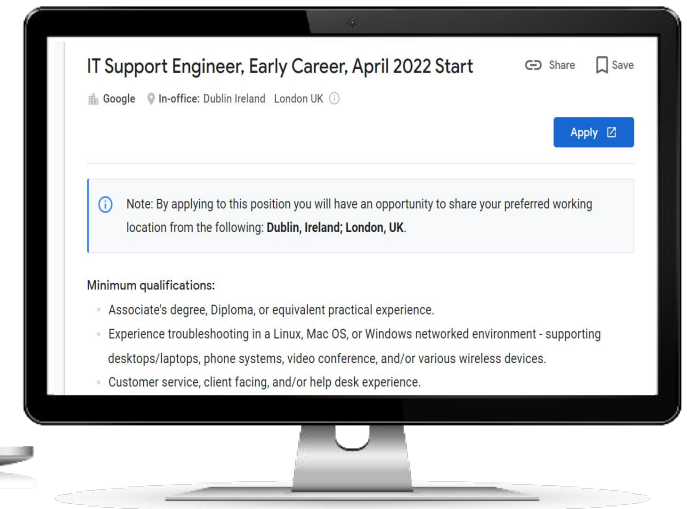 IT Support Engineer, Early Career, April 2022 Start
Share
Save
Google In-office: Dublin Ireland London UK
Apply
Note: By applying to this position you will have an opportunity to share your preferred working
location from the following: Dublin, Ireland; London, UK.
Minimum qualifications:
Associate's degree, Diploma, or equivalent practical experience.
Experience troubleshooting in a Linux, Mac OS, or Windows networked environment - supporting
desktops/laptops, phone systems, video conference, and/or various wireless devices.
Customer service, client facing, and/or help desk experience.